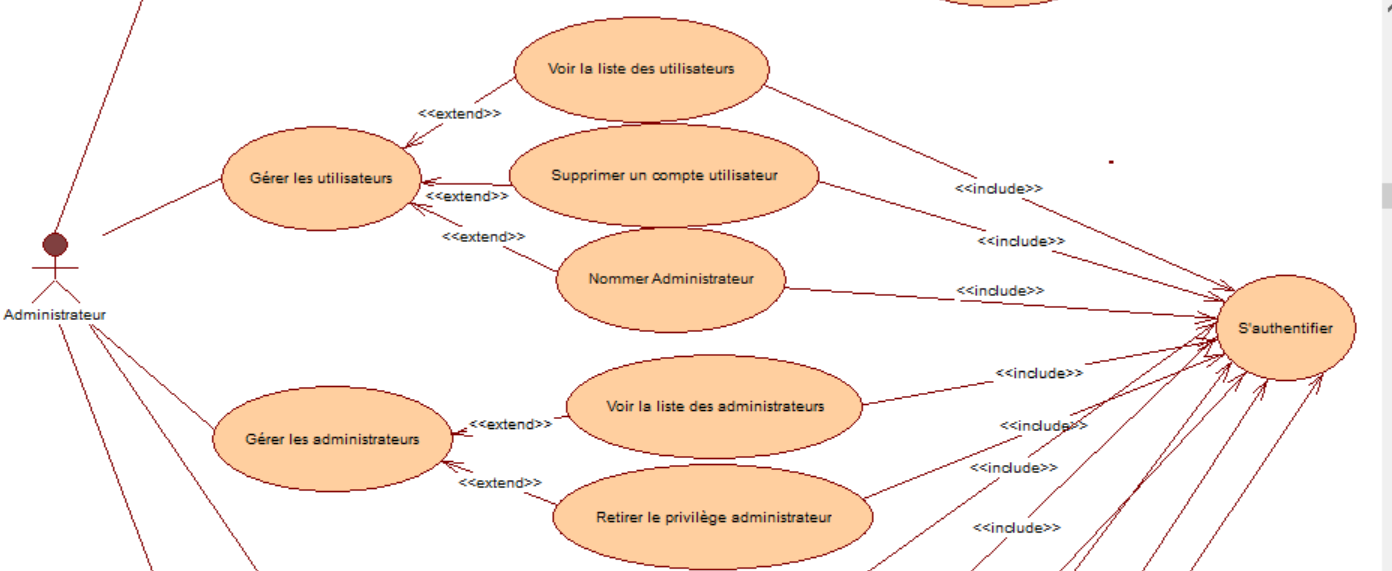 Voir la liste des utilisateurs
<<extend>>
Gérer les utilisateurs
Supprimer un compte utilisateur
<<include>>
<<extend>>
<<extend>>
<<include>>
Nommer Administrateur
<<include>>
Administrateur
S'authentifier
<<include>>
Voir la liste des administrateurs
<<extend>>
<<include>>
Gérer les administrateurs
<<include>>
<<extend>>
Retirer le privilège administrateur
<<include>>